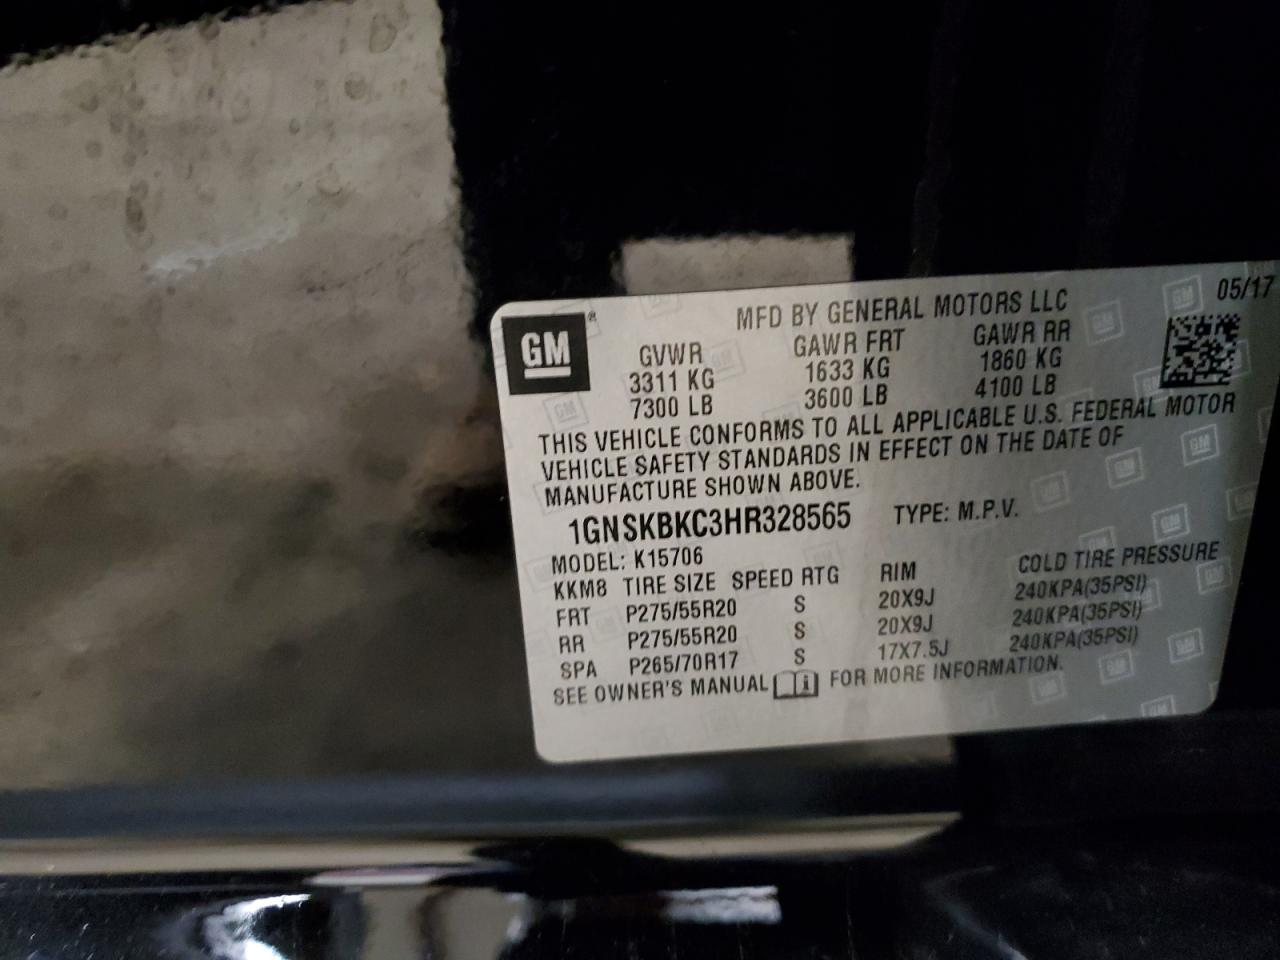 GM®
MFD BY GENERAL MOTORS LLC
05/17
GVWR GAWR FRT GAWR RR
3311 KG 1633 KG 1860 KG
7300 LB 3600 LB 4100 LB
THIS VEHICLE CONFORMS TO ALL APPLICABLE U.S. FEDERAL MOTOR
VEHICLE SAFETY STANDARDS IN EFFECT ON THE DATE OF
MANUFACTURE SHOWN ABOVE.
1GNSKBKC3HR328565 TYPE: M.P.V.
MODEL: K15706
KKM8 TIRE SIZE SPEED RTG RIM COLD TIRE PRESSURE
FRT P275/55R20 S 20X9J 240KPA(35PSI)
RR P275/55R20 S 20X9J 240KPA(35PSI)
SPA P265/70R17 S 17X7.5J 240KPA(35PSI)
SEE OWNER'S MANUAL FOR MORE INFORMATION.